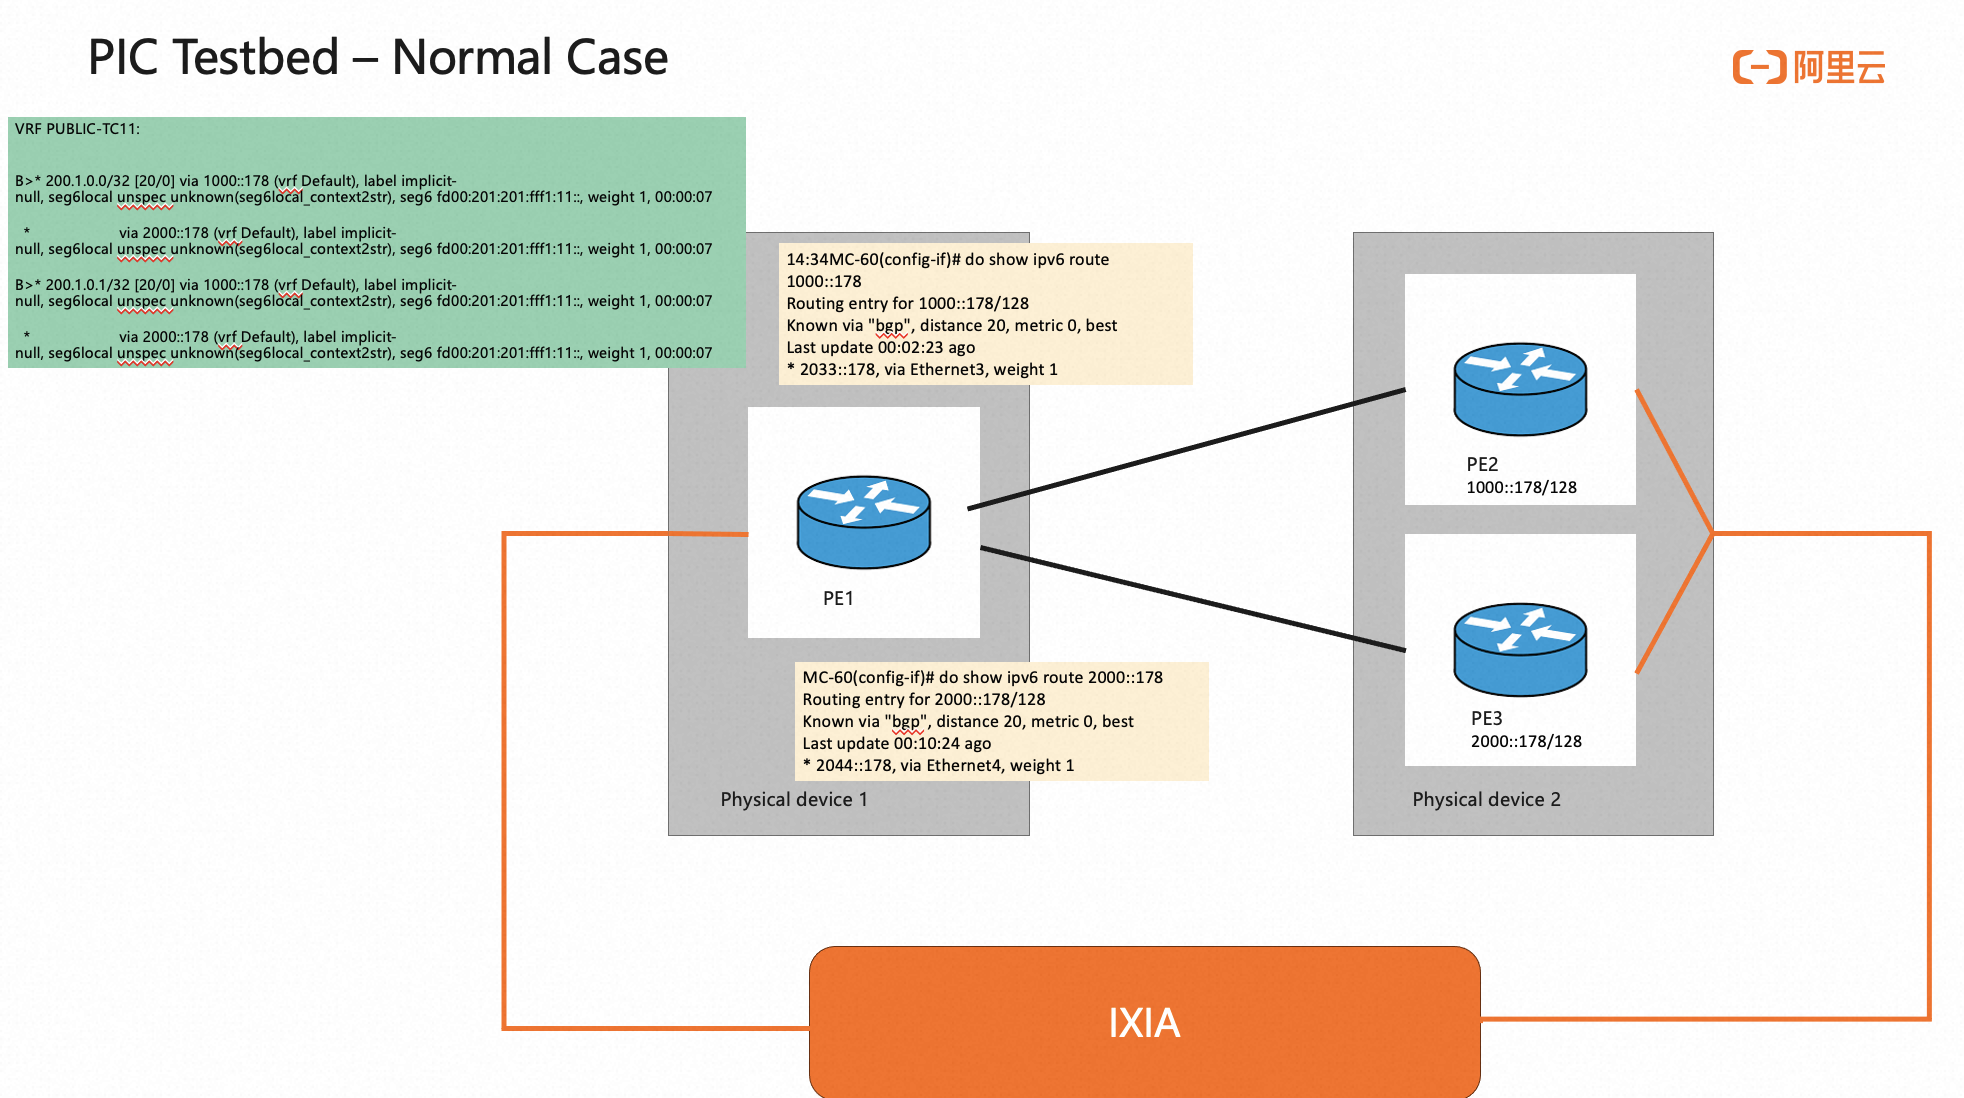 PIC Testbed – Normal Case
阿里云
VRF PUBLIC-TC11:
B>* 200.1.0.0/32 [20/0] via 1000::178 (vrf Default), label implicit-
null, seg6local unspec unknown(seg6local_context2str), seg6 fd00:201:201:fff1:11::, weight 1, 00:00:07
* via 2000::178 (vrf Default), label implicit-
null, seg6local unspec unknown(seg6local_context2str), seg6 fd00:201:201:fff1:11::, weight 1, 00:00:07
B>* 200.1.0.1/32 [20/0] via 1000::178 (vrf Default), label implicit-
null, seg6local unspec unknown(seg6local_context2str), seg6 fd00:201:201:fff1:11::, weight 1, 00:00:07
* via 2000::178 (vrf Default), label implicit-
null, seg6local unspec unknown(seg6local_context2str), seg6 fd00:201:201:fff1:11::, weight 1, 00:00:07
14:34MC-60(config-if)# do show ipv6 route
1000::178
Routing entry for 1000::178/128
Known via "bgp", distance 20, metric 0, best
Last update 00:02:23 ago
* 2033::178, via Ethernet3, weight 1
PE1
MC-60(config-if)# do show ipv6 route 2000::178
Routing entry for 2000::178/128
Known via "bgp", distance 20, metric 0, best
Last update 00:10:24 ago
* 2044::178, via Ethernet4, weight 1
Physical device 1
PE2
1000::178/128
PE3
2000::178/128
Physical device 2
IXIA